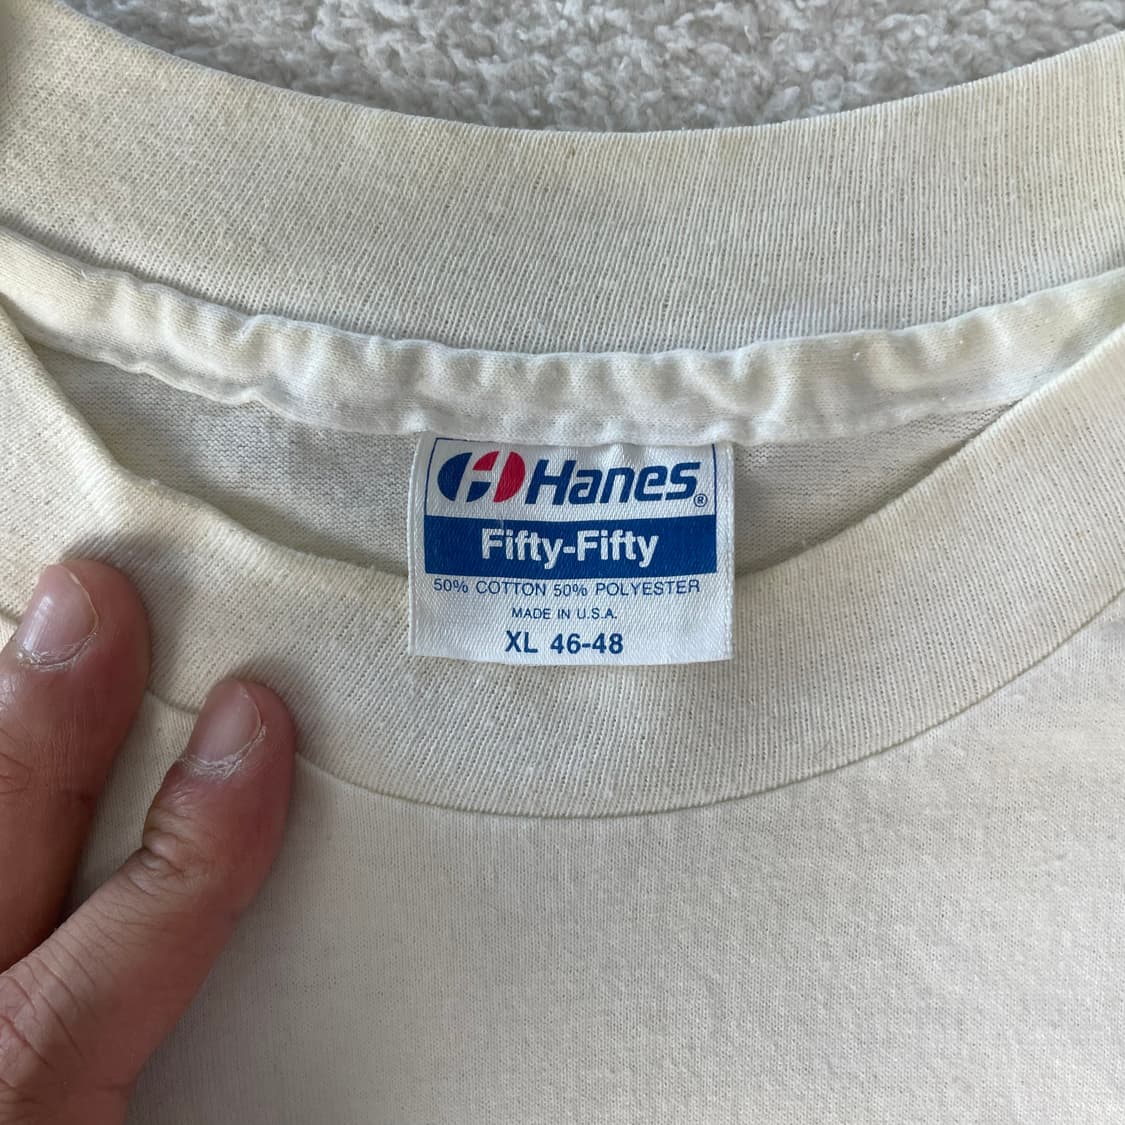 Hanes®
Fifty-Fifty
50% COTTON 50% POLYESTER
MADE IN U.S.A.
XL 46-48